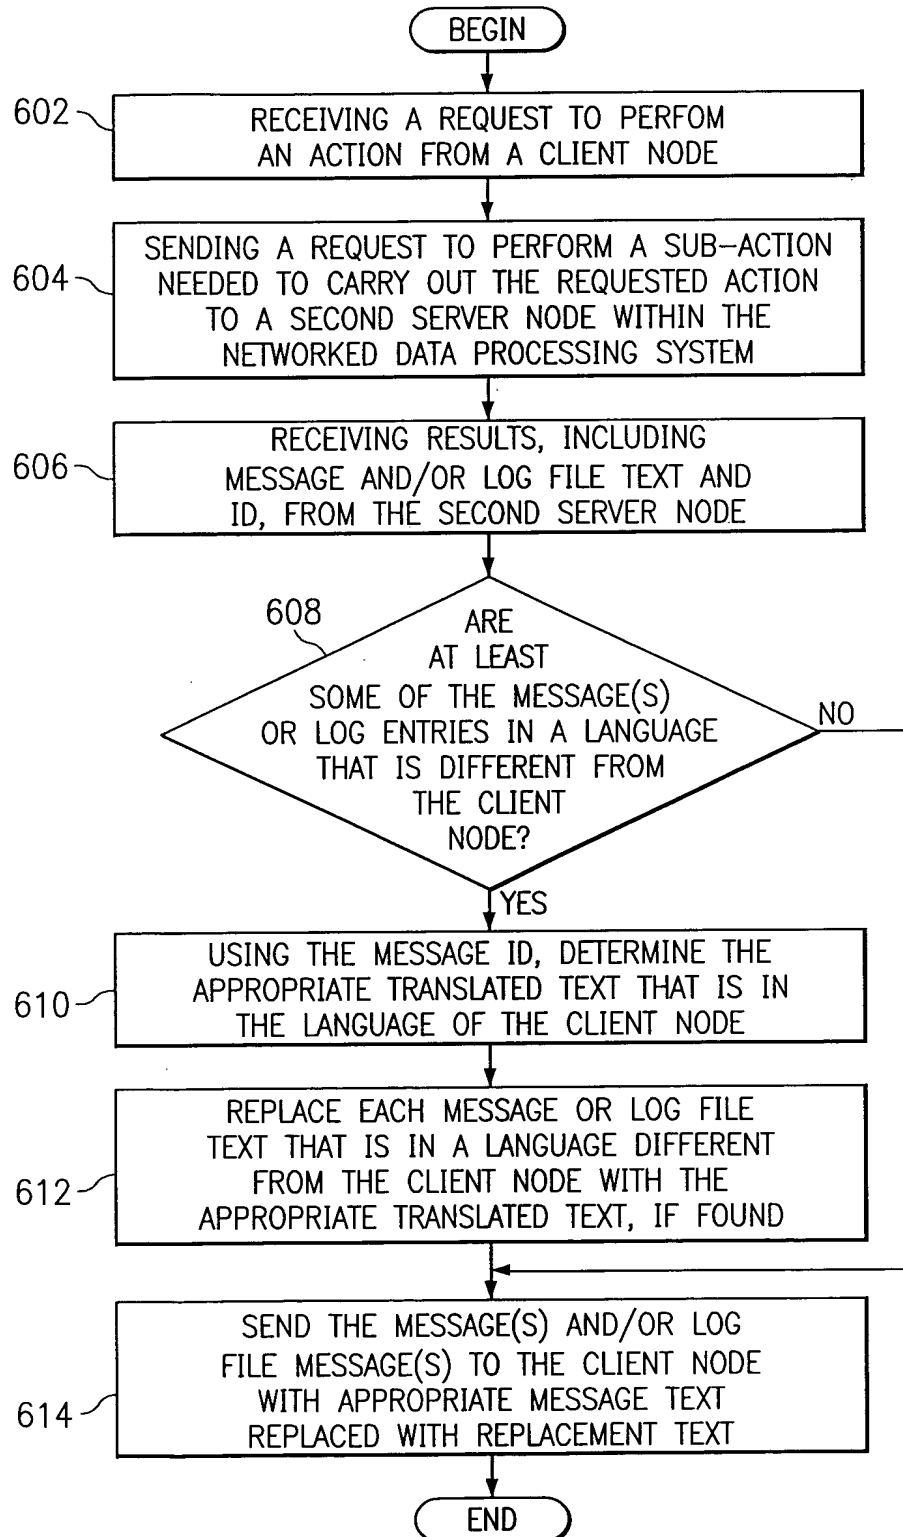 BEGIN
602
RECEIVING A REQUEST TO PERFOM
AN ACTION FROM A CLIENT NODE
604
SENDING A REQUEST TO PERFORM A SUB-ACTION
NEEDED TO CARRY OUT THE REQUESTED ACTION
TO A SECOND SERVER NODE WITHIN THE
NETWORKED DATA PROCESSING SYSTEM
606
RECEIVING RESULTS, INCLUDING
MESSAGE AND/OR LOG FILE TEXT AND
ID, FROM THE SECOND SERVER NODE
608
ARE
AT LEAST
SOME OF THE MESSAGE(S)
OR LOG ENTRIES IN A LANGUAGE
THAT IS DIFFERENT FROM
THE CLIENT
NODE?
NO
YES
610
USING THE MESSAGE ID, DETERMINE THE
APPROPRIATE TRANSLATED TEXT THAT IS IN
THE LANGUAGE OF THE CLIENT NODE
612
REPLACE EACH MESSAGE OR LOG FILE
TEXT THAT IS IN A LANGUAGE DIFFERENT
FROM THE CLIENT NODE WITH THE
APPROPRIATE TRANSLATED TEXT, IF FOUND
614
SEND THE MESSAGE(S) AND/OR LOG
FILE MESSAGE(S) TO THE CLIENT NODE
WITH APPROPRIATE MESSAGE TEXT
REPLACED WITH REPLACEMENT TEXT
END